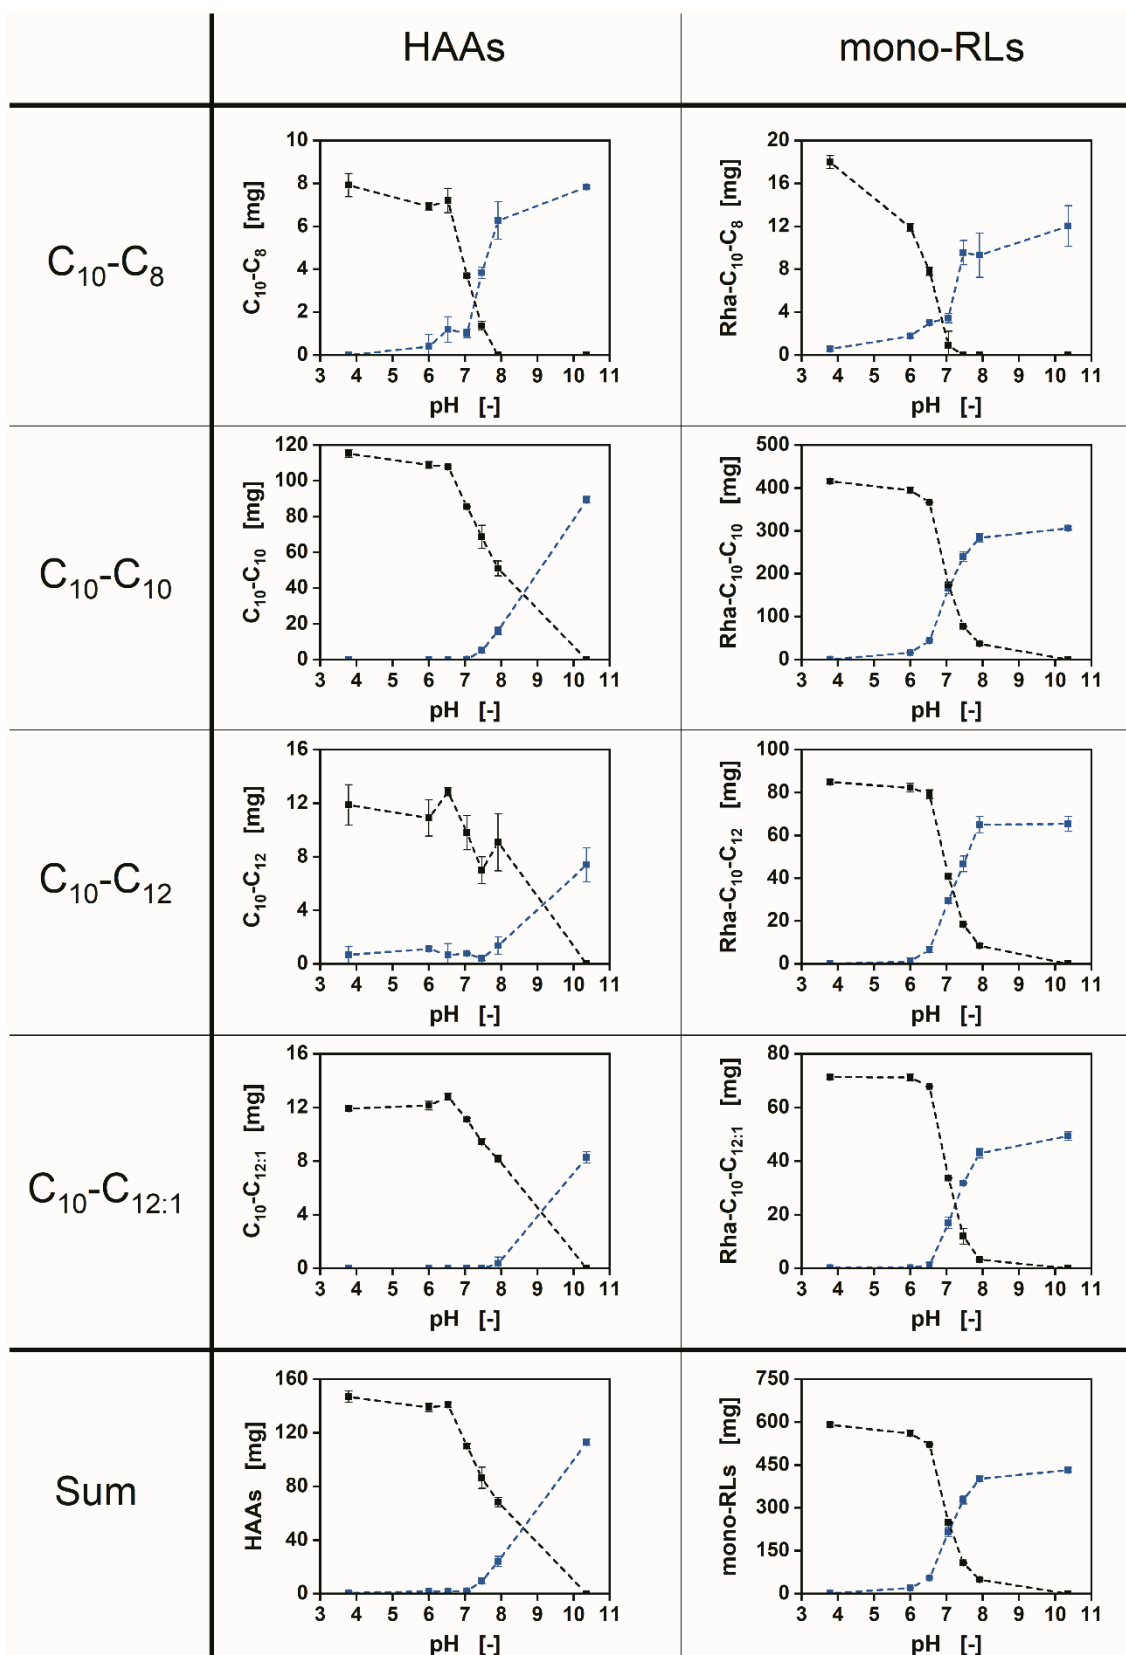 HAAs
mono-RLs
C10-C8
C10-C8 [mg]
10
8
6
4
2
0
3 4 5 6 7 8 9 10 11
pH [-]
Rha-C10-C8 [mg]
20
16
12
8
4
0
3 4 5 6 7 8 9 10 11
pH [-]
C10-C10
C10-C10 [mg]
120
100
80
60
40
20
0
3 4 5 6 7 8 9 10 11
pH [-]
Rha-C10-C10 [mg]
500
400
300
200
100
0
3 4 5 6 7 8 9 10 11
pH [-]
C10-C12
C10-C12 [mg]
16
12
8
4
0
3 4 5 6 7 8 9 10 11
pH [-]
Rha-C10-C12 [mg]
100
80
60
40
20
0
3 4 5 6 7 8 9 10 11
pH [-]
C10-C12:1
C10-C12:1 [mg]
16
12
8
4
0
3 4 5 6 7 8 9 10 11
pH [-]
Rha-C10-C12:1 [mg]
80
60
40
20
0
3 4 5 6 7 8 9 10 11
pH [-]
Sum
HAAs [mg]
160
120
80
40
0
3 4 5 6 7 8 9 10 11
pH [-]
mono-RLs [mg]
750
600
450
300
150
0
3 4 5 6 7 8 9 10 11
pH [-]